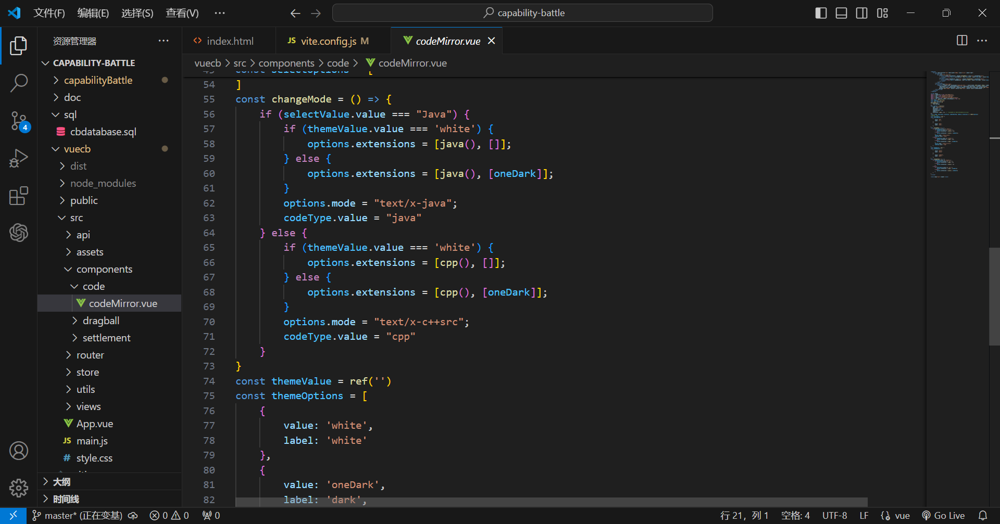 文件(F) 编辑(E) 选择(S) 查看(V) ··· capability-battle
资源管理器 ···
index.html
JS vite.config.js M
codeMirror.vue
vuecb > src > components > code > codeMirror.vue
CAPABILITY-BATTLE
capabilityBattle
doc
sql
cbdatabase.sql
vuecb
dist
node_modules
public
src
api
assets
components
code
codeMirror.vue
dragball
settlement
router
store
utils
views
App.vue
JS main.js
# style.css
大纲
时间线
4
54 ]
55 const changeMode = () => {
56 if (selectValue.value === "Java") {
57 if (themeValue.value === 'white') {
58 options.extensions = [java(), []];
59 } else {
60 options.extensions = [java(), [oneDark]];
61 }
62 options.mode = "text/x-java";
63 codeType.value = "java"
64 } else {
65 if (themeValue.value === 'white') {
66 options.extensions = [cpp(), []];
67 } else {
68 options.extensions = [cpp(), [oneDark]];
69 }
70 options.mode = "text/x-c++src";
71 codeType.value = "cpp"
72 }
73 }
74 const themeValue = ref('')
75 const themeOptions = [
76 {
77 value: 'white',
78 label: 'white'
79 },
80 {
81 value: 'oneDark',
82 label: 'dark',
master* (正在变基) 0 0 0 行 21，列 1 空格: 4 UTF-8 LF vue Go Live